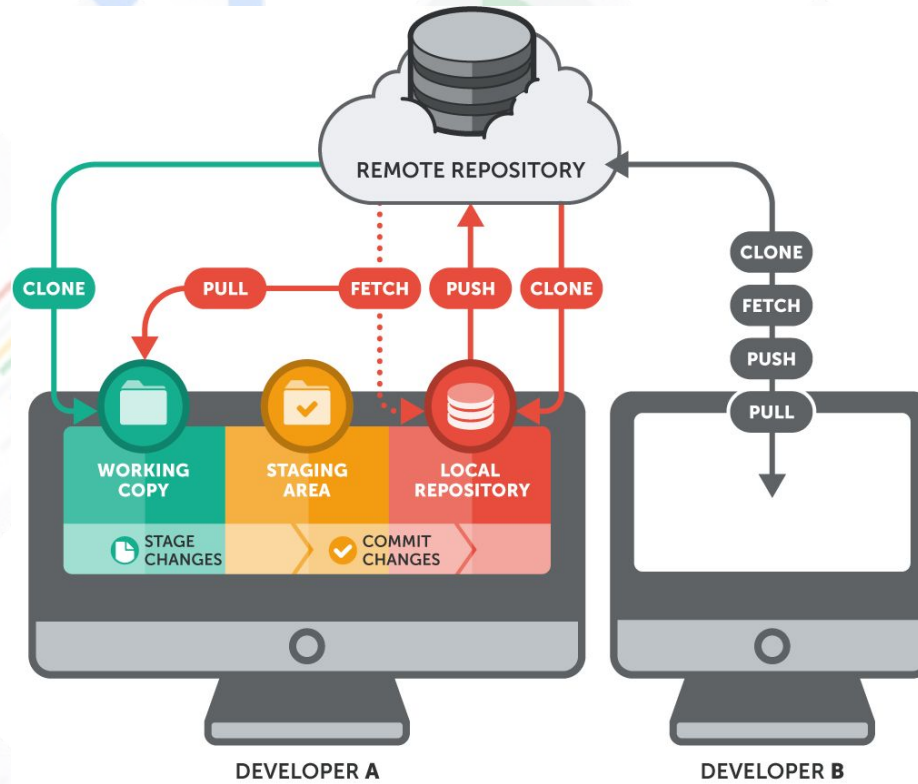 REMOTE REPOSITORY
CLONE
PULL
FETCH
PUSH
CLONE
CLONE
FETCH
PUSH
PULL
WORKING
COPY
STAGING
AREA
LOCAL
REPOSITORY
STAGE
CHANGES
COMMIT
CHANGES
DEVELOPER A
DEVELOPER B